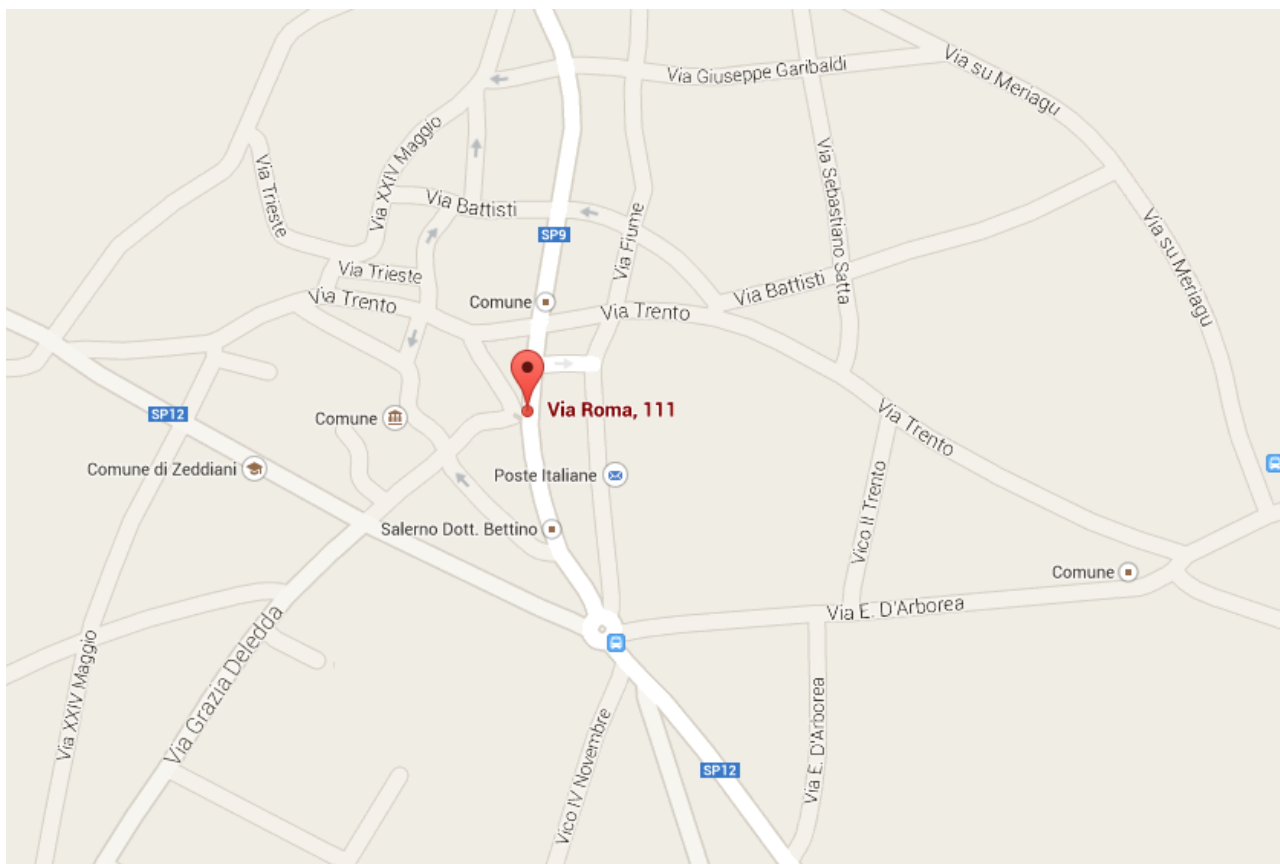 Via Giuseppe Garibaldi
Via su Meriagu
Via XXIV Maggio
Via Trieste
Via Sebastiano Satta
Via Battisti
Via Fiume
Via su Meriagu
SP9
Via Trieste
Via Battisti
Via Trento
Comune
Via Trento
Via Roma, 111
SP12
Comune
Via Trento
Comune di Zeddiani
Poste Italiane
Vico II Trento
Salerno Dott. Bettino
Comune
Via E. D'Arborea
Via Grazia Deledda
Via XXIV Maggio
Vico IV Novembre
Via E. D'Arborea
SP12